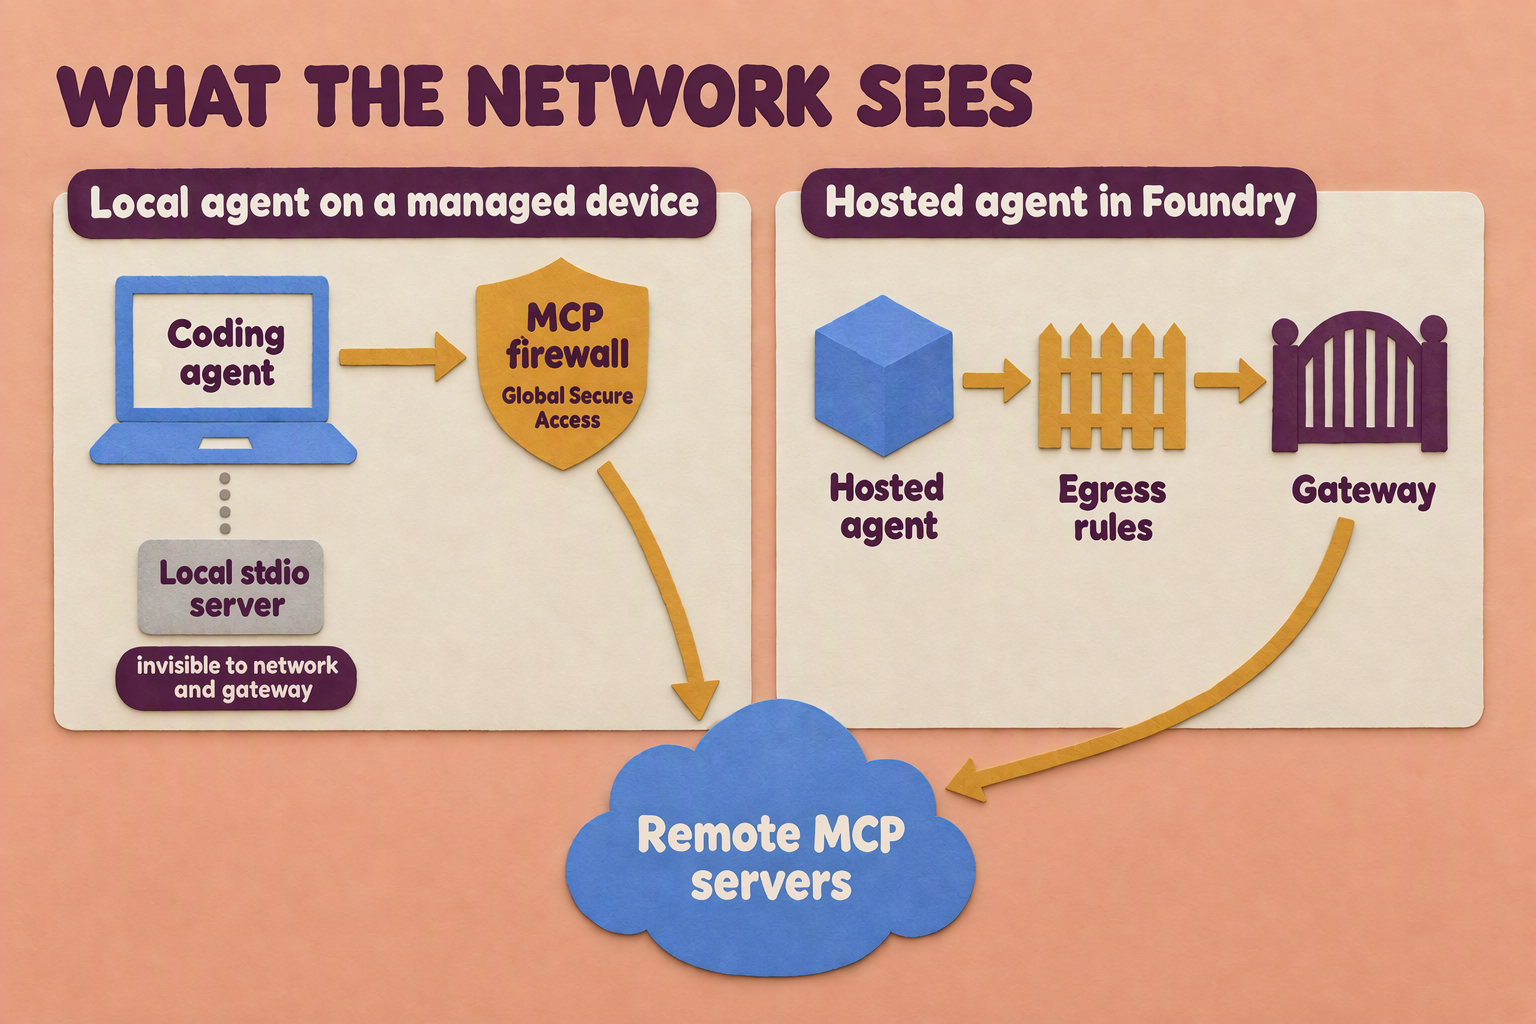 WHAT THE NETWORK SEES
Local agent on a managed device
Coding
agent
MCP
firewall
Global Secure
Access
Local stdio
server
invisible to network
and gateway
Hosted agent in Foundry
Hosted
agent
Egress
rules
Gateway
Remote MCP
servers